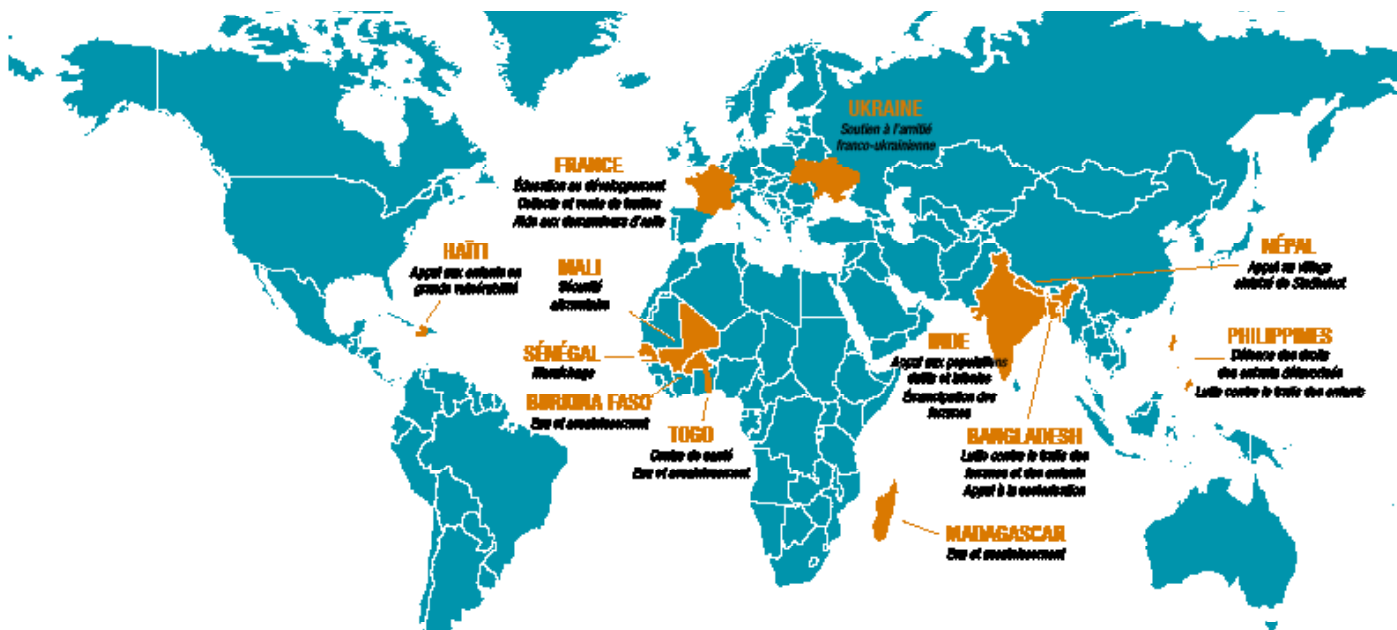 UKRAINE
Soutien à l'amitié
franco-ukrainienne
FRANCE
Éducation au développement
Collecte et vente de textiles
Aide aux demandeurs d'asile
HAÏTI
Appui aux enfants en
grande vulnérabilité
MALI
Sécurité
alimentaire
SÉNÉGAL
Maraîchage
BURKINA FASO
Eau et assainissement
TOGO
Centre de santé
Eau et assainissement
INDE
Appui aux populations
dalits et tribales
Émancipation des
femmes
NÉPAL
Appui au village
PHILIPPINES
Défense des droits
des enfants
Lutte contre le trafic des enfants
BANGLADESH
Lutte contre le trafic des
femmes et des enfants
Appui à la scolarisation
MADAGASCAR
Eau et assainissement